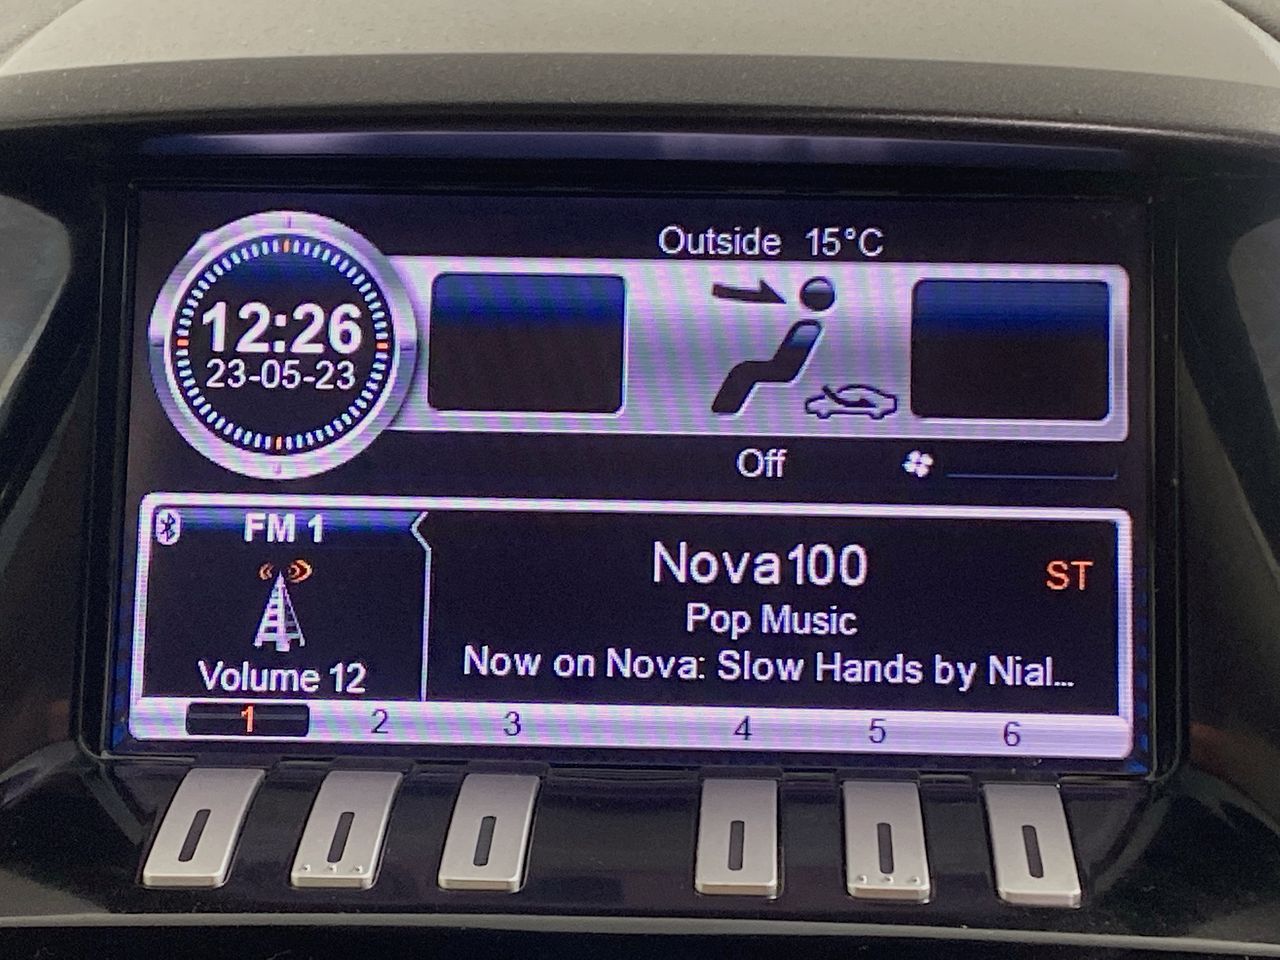 Outside 15°C
12:26
23-05-23
Off
FM 1
Nova100
ST
Pop Music
Now on Nova: Slow Hands by Nial...
Volume 12
1 2 3 4 5 6